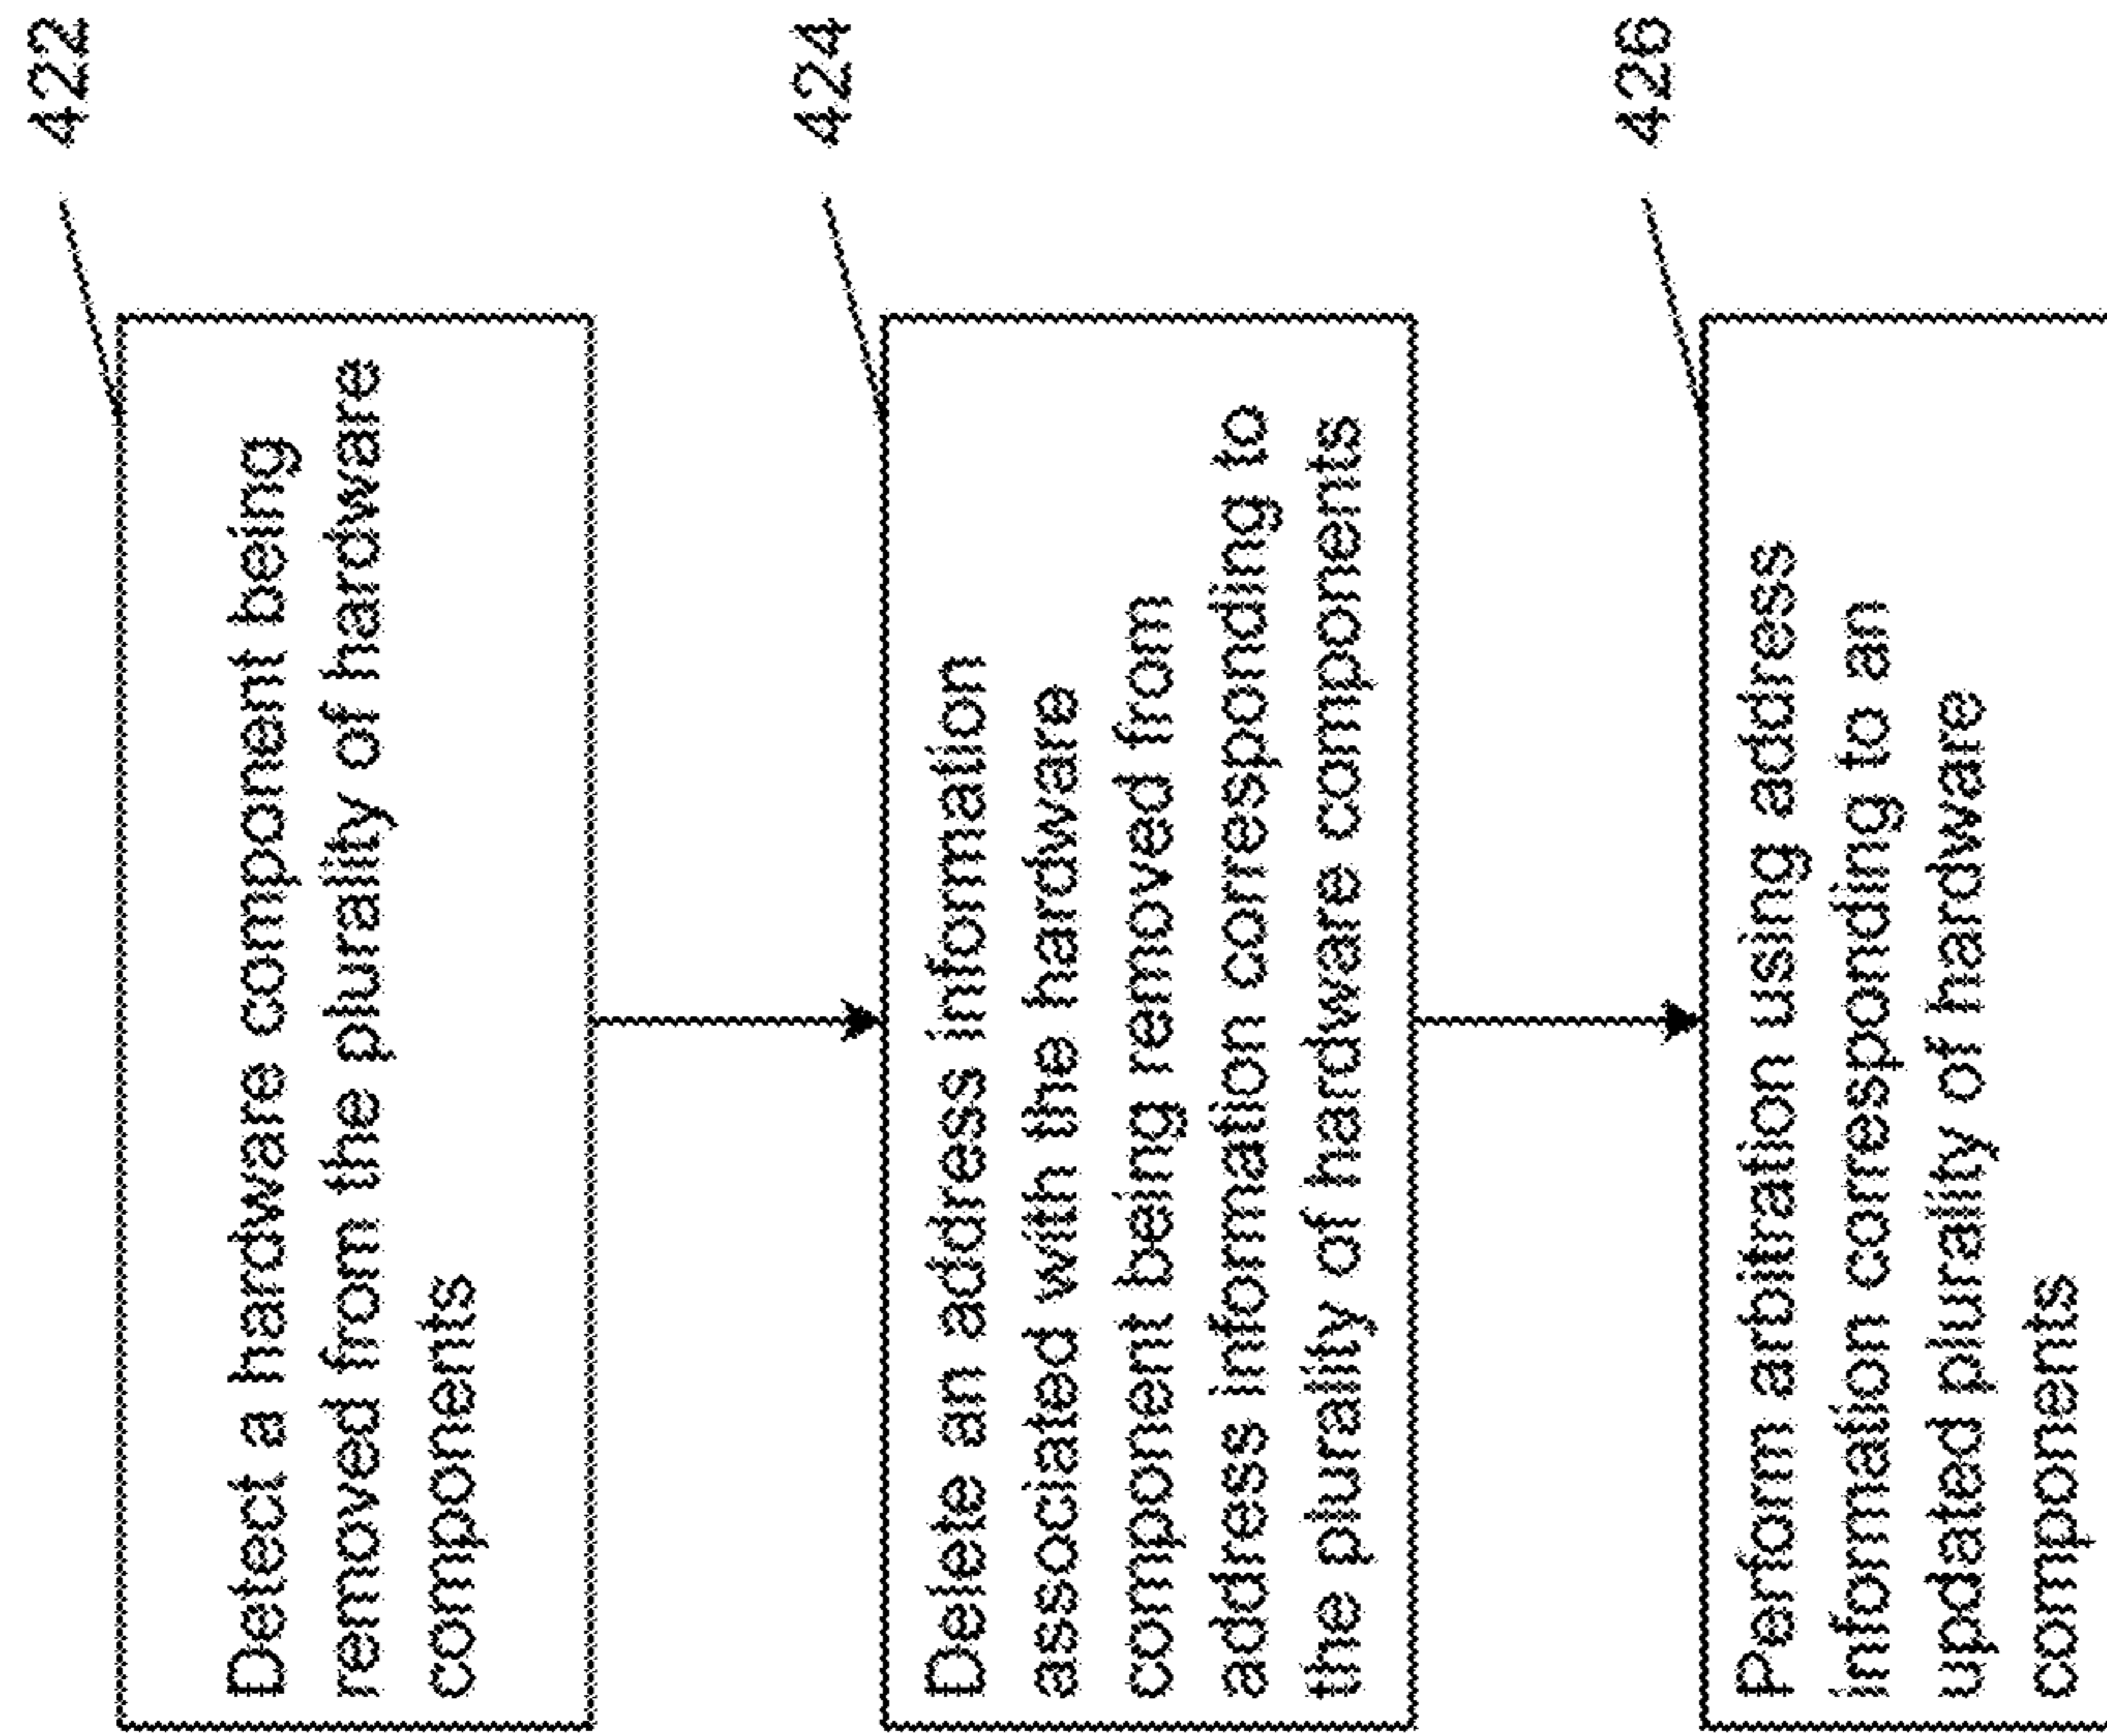 422
Detect a hardware component being
removed from the plurality of hardware
components
424
Delete an address information
associated with the hardware
component being removed from
address information corresponding to
the plurality of hardware components
426
Perform arbitration using address
information corresponding to an
updated plurality of hardware
components